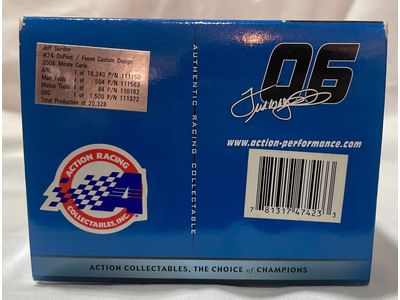 Jeff Gordon
#24 DuPont / Focus Custom Design
2006 Monte Carlo
ARC 1 of 18,240 P/N 111150
Mac Tools 1 of 504 P/N 111563
Matco Tools 1 of 84 P/N 110162
QVC 1 of 1,500 P/N 111372
Total Production of 20,328
AUTHENTIC RACING COLLECTABLE
06
www.action-performance.com
7 81317 47423 3
ACTION RACING
COLLECTABLES, INC.
ACTION COLLECTABLES, THE CHOICE of CHAMPIONS